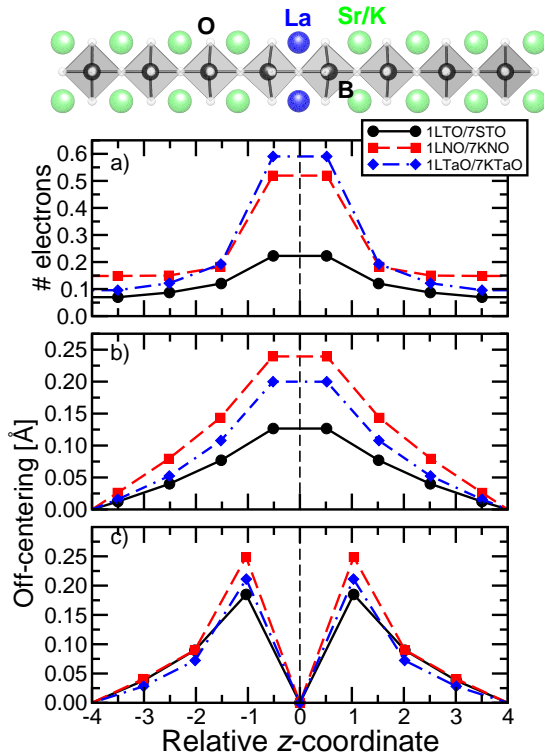 O
La
Sr/K
B
1LTO/7STO
1LNO/7KNO
1LTaO/7KTaO
a)
0.6
0.5
0.4
0.3
0.2
0.1
0.0
# electrons
b)
0.25
0.20
0.15
0.10
0.05
0.00
Off-centering [Å]
c)
0.25
0.20
0.15
0.10
0.05
0.00
-4 -3 -2 -1 0 1 2 3 4
Relative z-coordinate